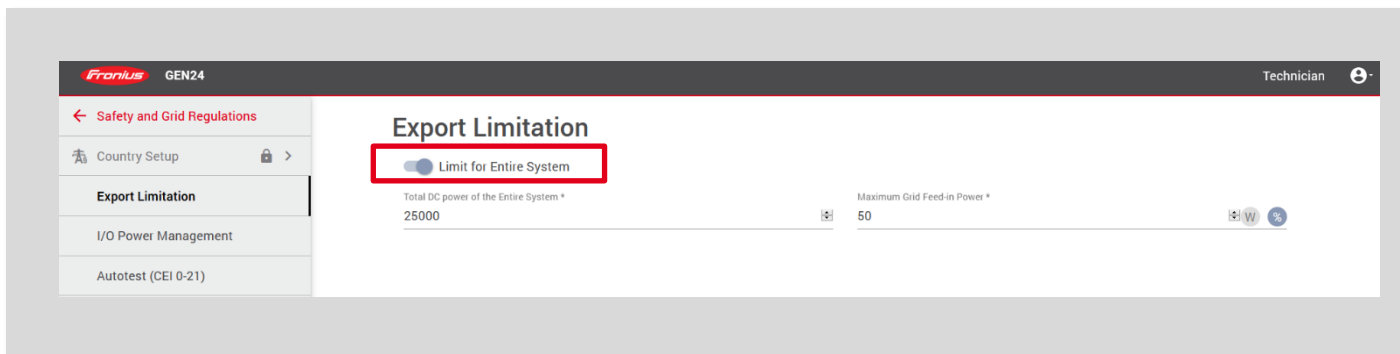 Fronius GEN24 Technician
Safety and Grid Regulations
Country Setup
Export Limitation
I/O Power Management
Autotest (CEI 0-21)
Export Limitation
Limit for Entire System
Total DC power of the Entire System * Maximum Grid Feed-in Power *
25000 50 W %